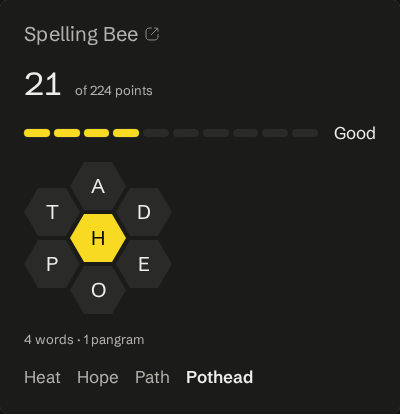 Spelling Bee
21 of 224 points
Good
A
T D
H
P E
O
4 words · 1 pangram
Heat Hope Path Pothead